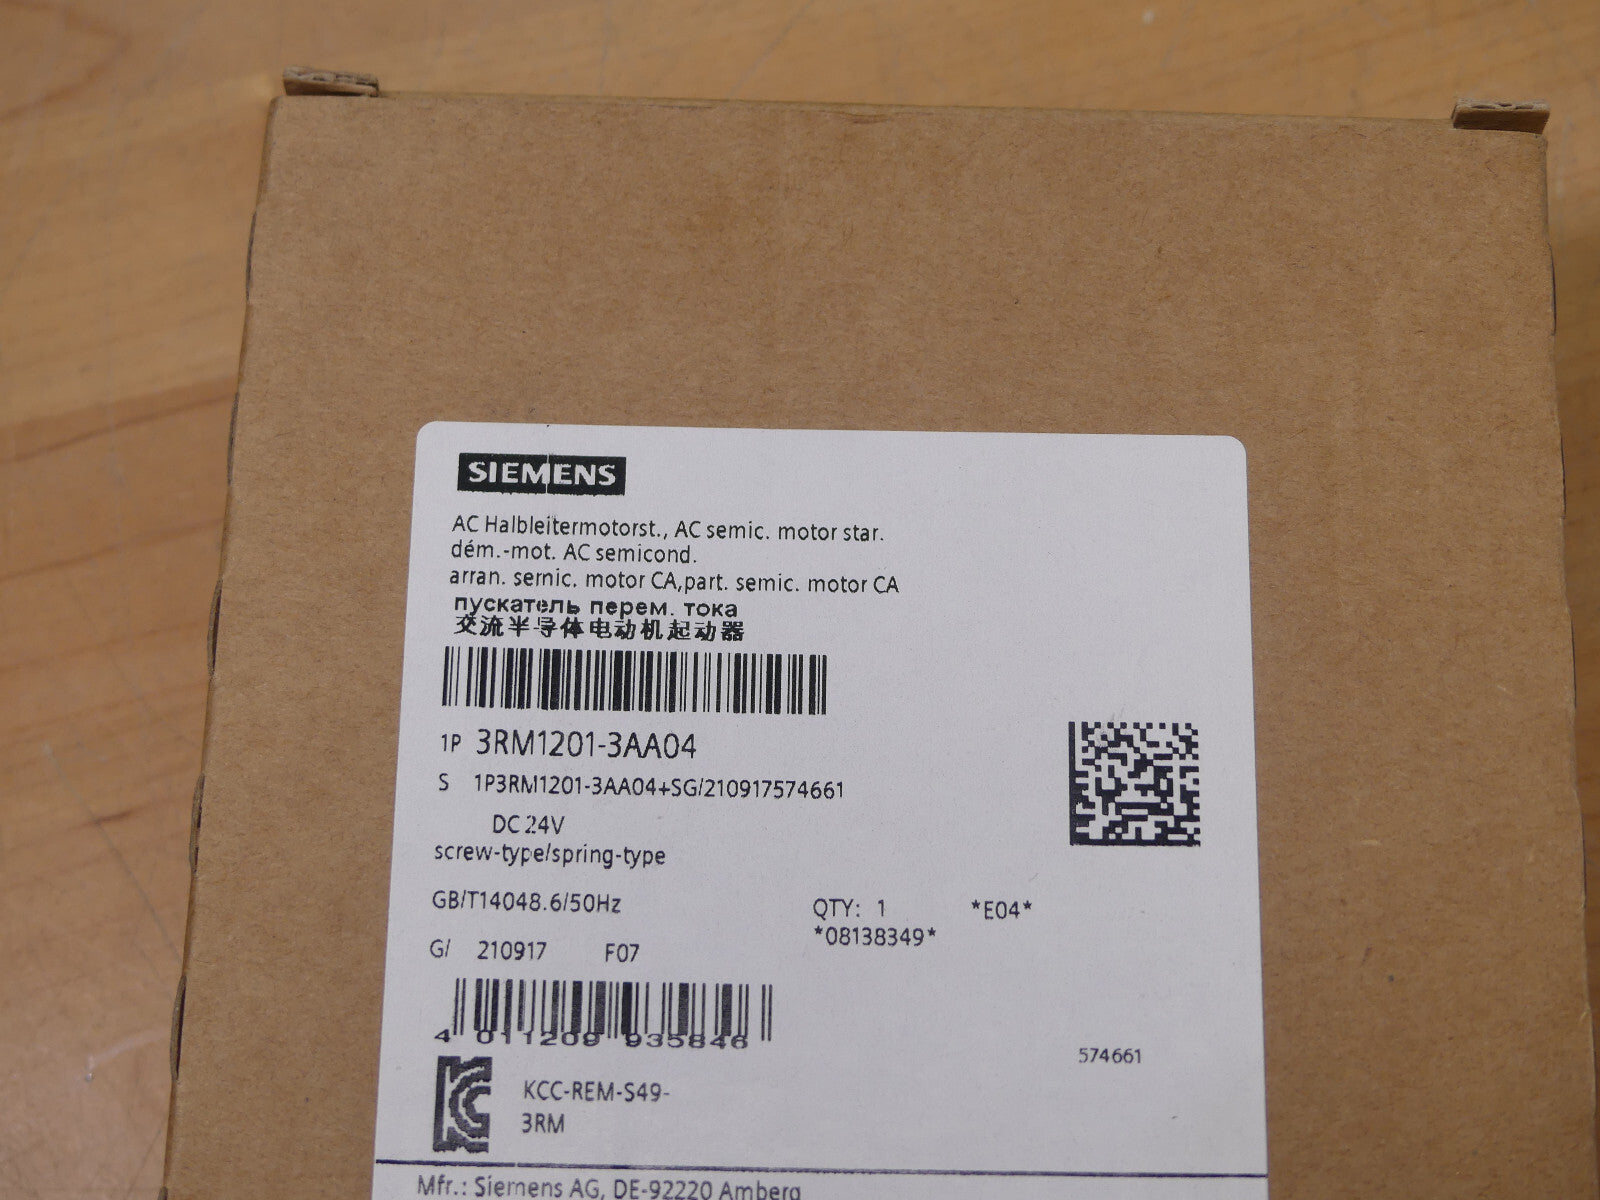 SIEMENS
AC Halbleitermotorst., AC semic. motor star.
dém.-mot. AC semicond.
arran. semic. motor CA,part. semic. motor CA
пускатель перем. тока
交流半导体电动机起动器
1P 3RM1201-3AA04
S 1P3RM1201-3AA04+SG/210917574661
DC 24V
screw-type/spring-type
GB/T14048.6/50Hz
QTY: 1 *E04*
*08138349*
G/ 210917 F07
4 011209 935846
574661
KCC-REM-S49-
3RM
Mfr.: Siemens AG, DE-92220 Amberg